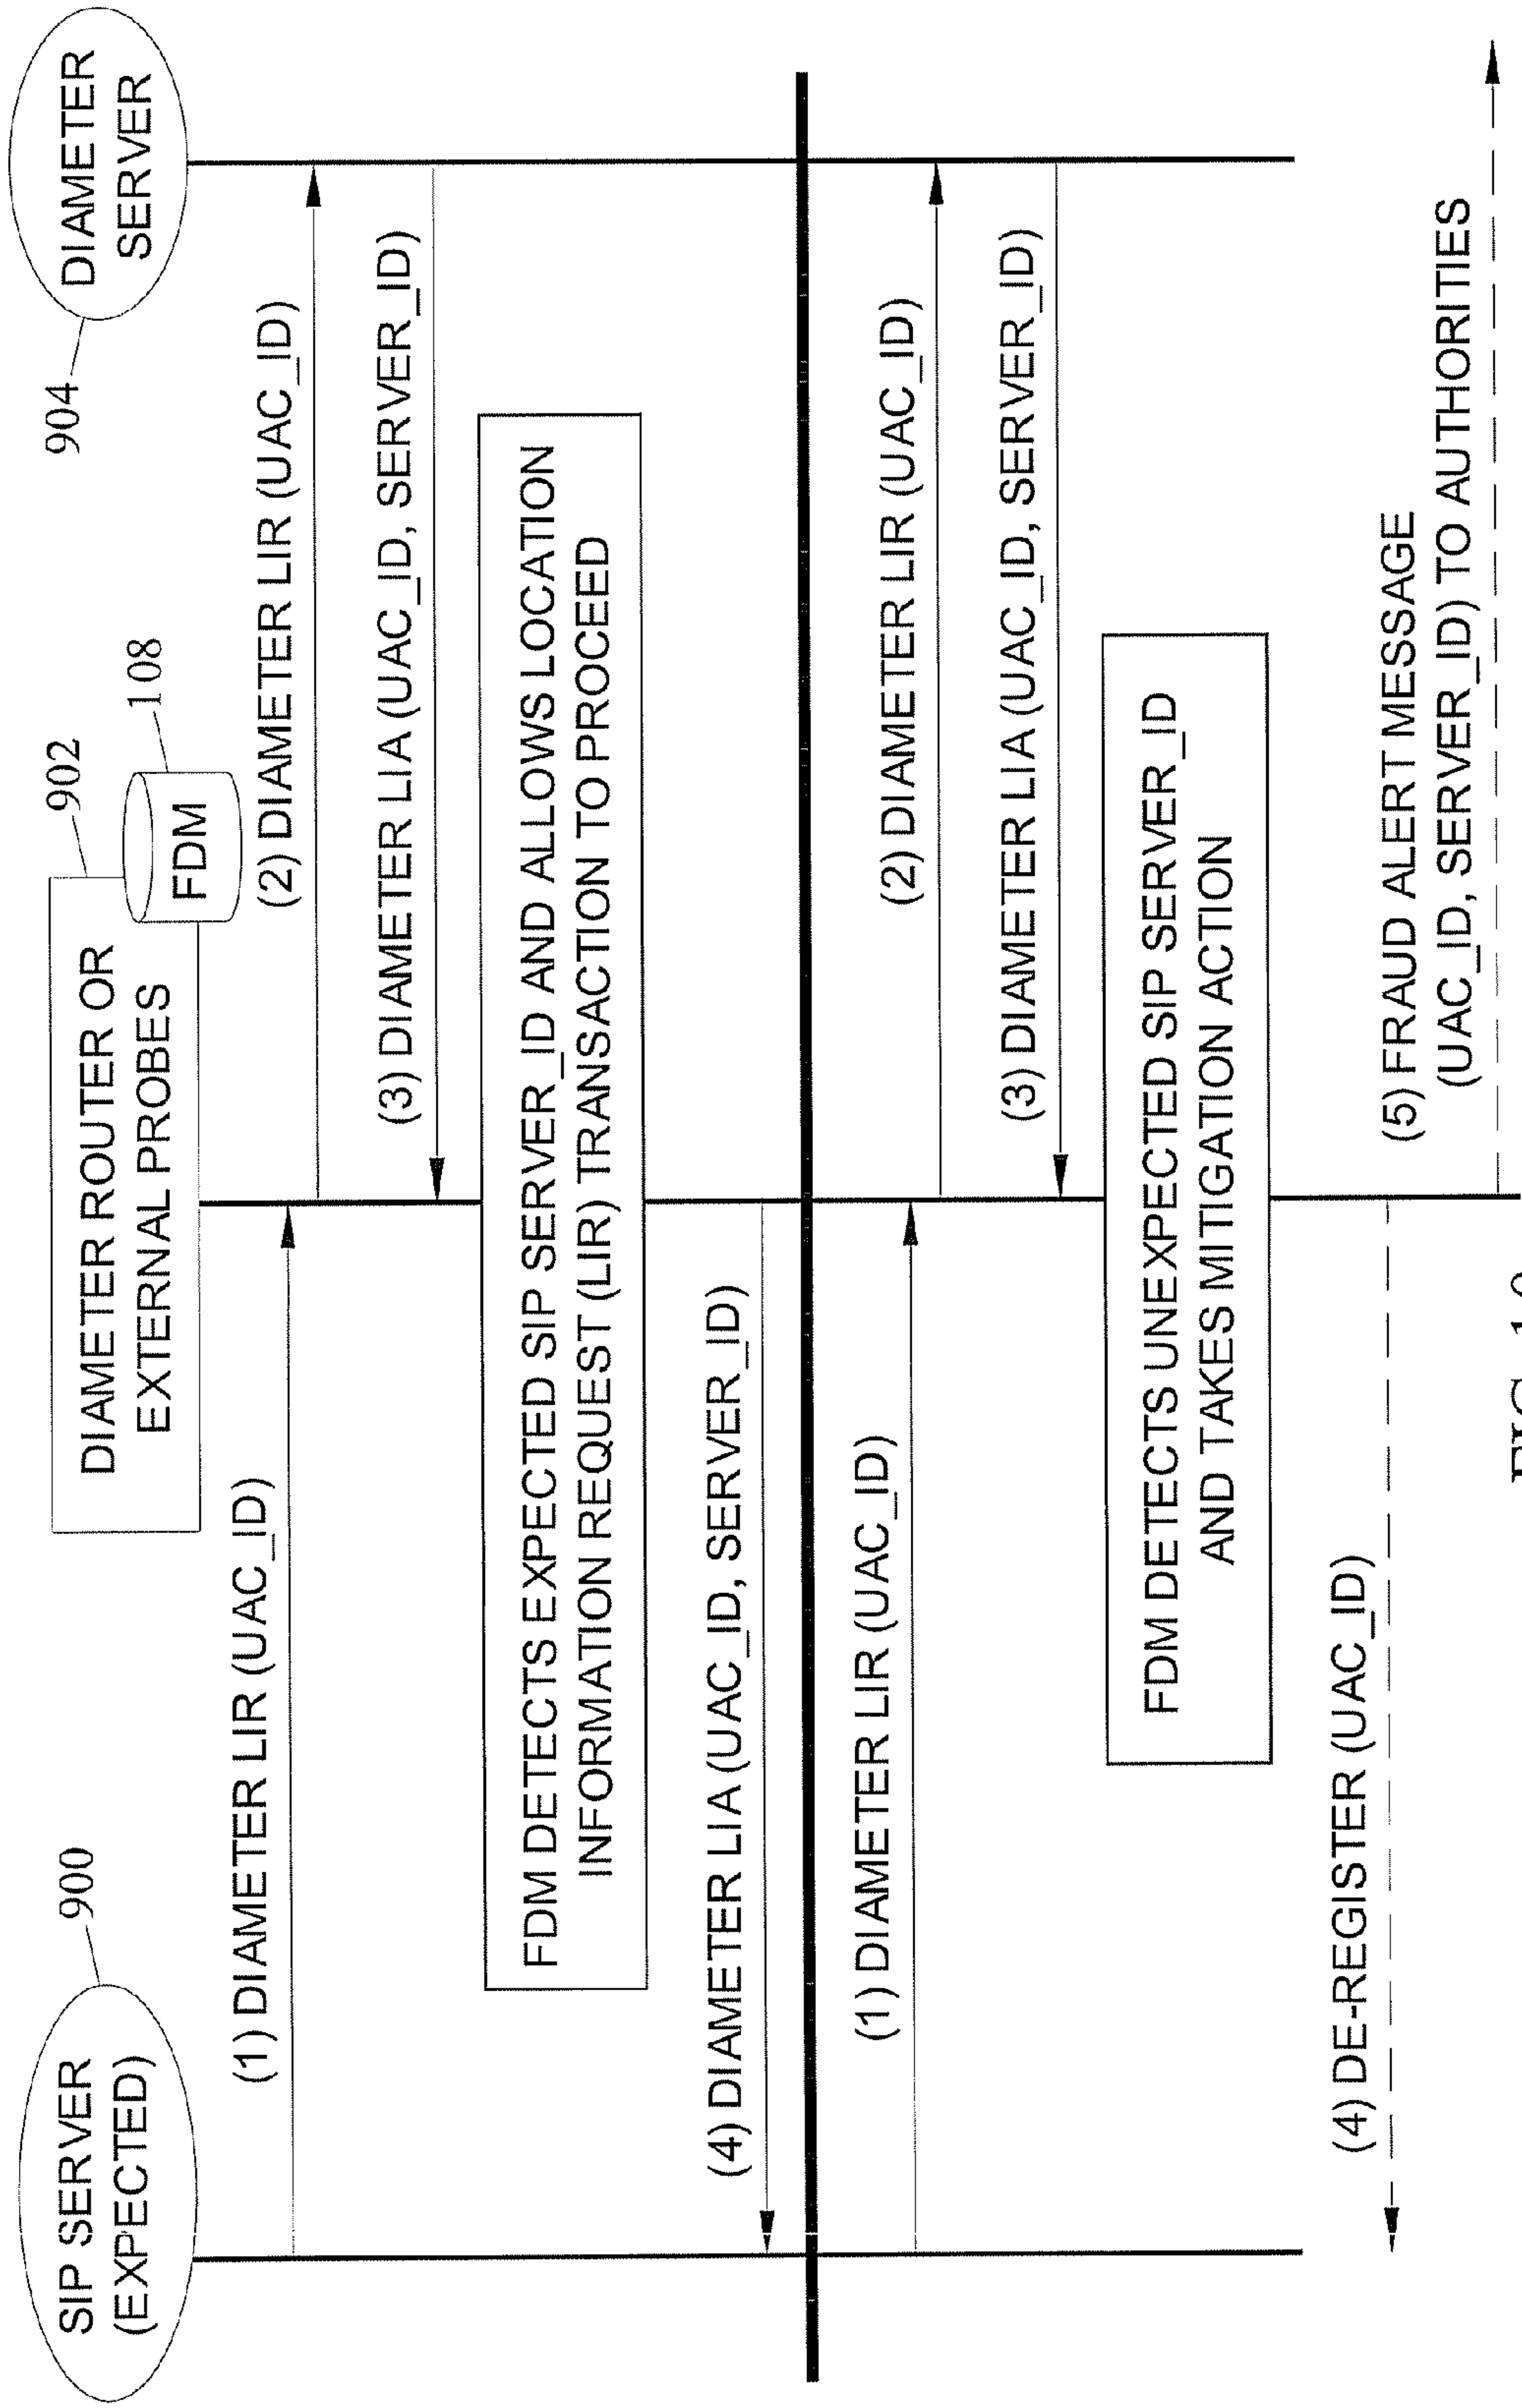 SIP SERVER
(EXPECTED)
900
DIAMETER ROUTER OR
EXTERNAL PROBES
902
FDM
108
DIAMETER
SERVER
904
(1) DIAMETER LIR (UAC_ID)
(2) DIAMETER LIR (UAC_ID)
(3) DIAMETER LIA (UAC_ID, SERVER_ID)
FDM DETECTS EXPECTED SIP SERVER_ID AND ALLOWS LOCATION
INFORMATION REQUEST (LIR) TRANSACTION TO PROCEED
(4) DIAMETER LIA (UAC_ID, SERVER_ID)
(1) DIAMETER LIR (UAC_ID)
(2) DIAMETER LIR (UAC_ID)
(3) DIAMETER LIA (UAC_ID, SERVER_ID)
FDM DETECTS UNEXPECTED SIP SERVER_ID
AND TAKES MITIGATION ACTION
(4) DE-REGISTER (UAC_ID)
(5) FRAUD ALERT MESSAGE
(UAC_ID, SERVER_ID) TO AUTHORITIES